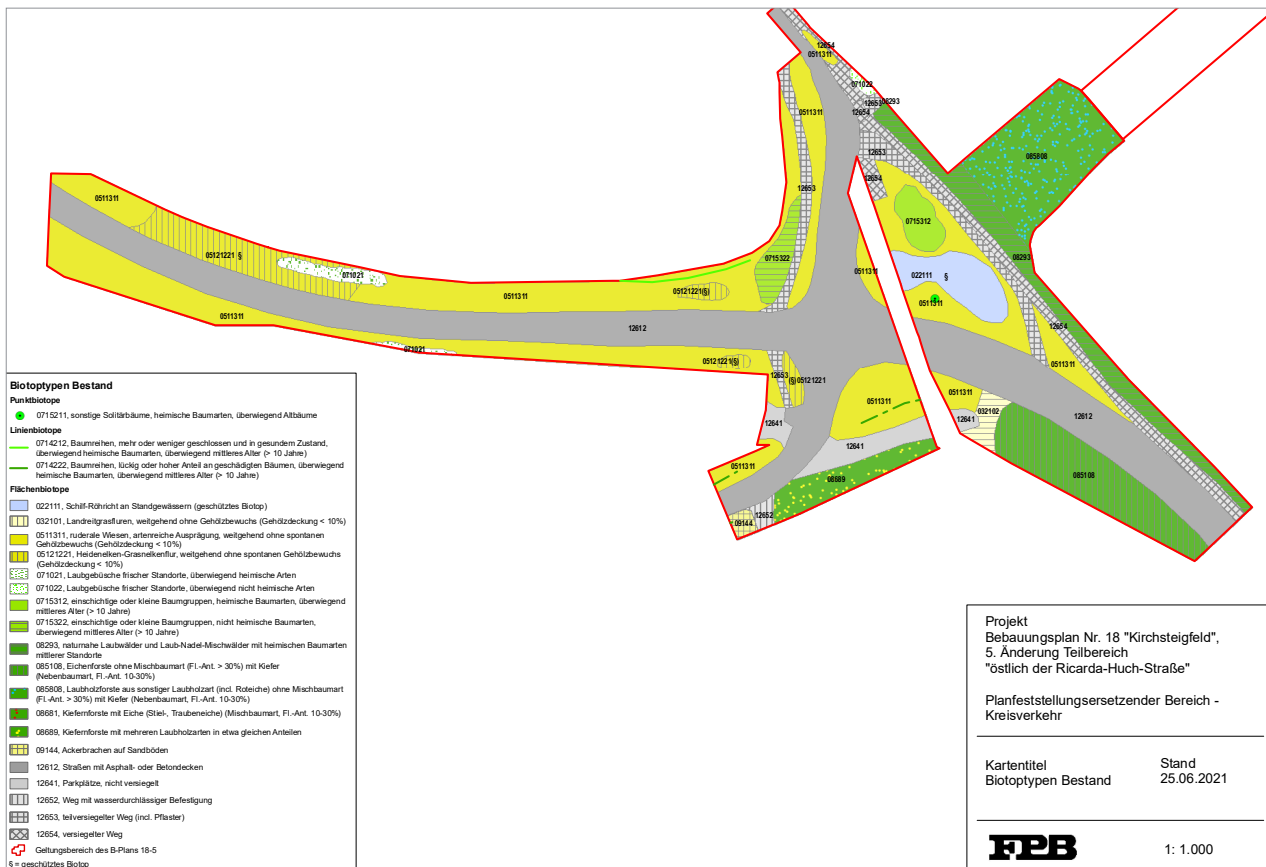 12654
0511311
071022
12653
08293
0511311
12654
12653
085808
12654
12653
0511311
0715312
05121221 §
0715322
08293
071021
0511311
022111 §
0511311
05121221(§)
0511311
0511311
12612
12654
071021
05121221(§)
0511311
12653
(§) 05121221
0511311
0511311
032102
12612
12641
12641
12641
0511311
085108
08689
12652
09144
Biotoptypen Bestand
Punktbiotope
0715211, sonstige Solitärbäume, heimische Baumarten, überwiegend Altbäume
Linienbiotope
0714212, Baumreihen, mehr oder weniger geschlossen und in gesundem Zustand,
überwiegend heimische Baumarten, überwiegend mittleres Alter (> 10 Jahre)
0714222, Baumreihen, lückig oder hoher Anteil an geschädigten Bäumen, überwiegend
heimische Baumarten, überwiegend mittleres Alter (> 10 Jahre)
Flächenbiotope
022111, Schilf-Röhricht an Standgewässern (geschütztes Biotop)
032101, Landreitgrasfluren, weitgehend ohne Gehölzbewuchs (Gehölzdeckung < 10%)
0511311, ruderale Wiesen, artenreiche Ausprägung, weitgehend ohne spontanen
Gehölzbewuchs (Gehölzdeckung < 10%)
05121221, Heidenelken-Grasnelkenflur, weitgehend ohne spontanen Gehölzbewuchs
(Gehölzdeckung < 10%)
071021, Laubgebüsche frischer Standorte, überwiegend heimische Arten
071022, Laubgebüsche frischer Standorte, überwiegend nicht heimische Arten
0715312, einschichtige oder kleine Baumgruppen, heimische Baumarten, überwiegend
mittleres Alter (> 10 Jahre)
0715322, einschichtige oder kleine Baumgruppen, nicht heimische Baumarten,
überwiegend mittleres Alter (> 10 Jahre)
08293, naturnahe Laubwälder und Laub-Nadel-Mischwälder mit heimischen Baumarten
mittlerer Standorte
085108, Eichenforste ohne Mischbaumart (Fl.-Ant. > 30%) mit Kiefer
(Nebenbaumart, Fl.-Ant. 10-30%)
085808, Laubholzforste aus sonstiger Laubholzart (incl. Roteiche) ohne Mischbaumart
(Fl.-Ant. > 30%) mit Kiefer (Nebenbaumart, Fl.-Ant. 10-30%)
08681, Kiefernforste mit Eiche (Stiel-, Traubeneiche) (Mischbaumart, Fl.-Ant. 10-30%)
08689, Kiefernforste mit mehreren Laubholzarten in etwa gleichen Anteilen
09144, Ackerbrachen auf Sandböden
12612, Straßen mit Asphalt- oder Betondecken
12641, Parkplätze, nicht versiegelt
12652, Weg mit wasserdurchlässiger Befestigung
12653, teilversiegelter Weg (incl. Pflaster)
12654, versiegelter Weg
Geltungsbereich des B-Plans 18-5
§ = geschütztes Biotop
Projekt
Bebauungsplan Nr. 18 "Kirchsteigfeld",
5. Änderung Teilbereich
"östlich der Ricarda-Huch-Straße"
Planfeststellungsersetzender Bereich -
Kreisverkehr
Kartentitel Stand
Biotoptypen Bestand 25.06.2021
FPB 1: 1.000